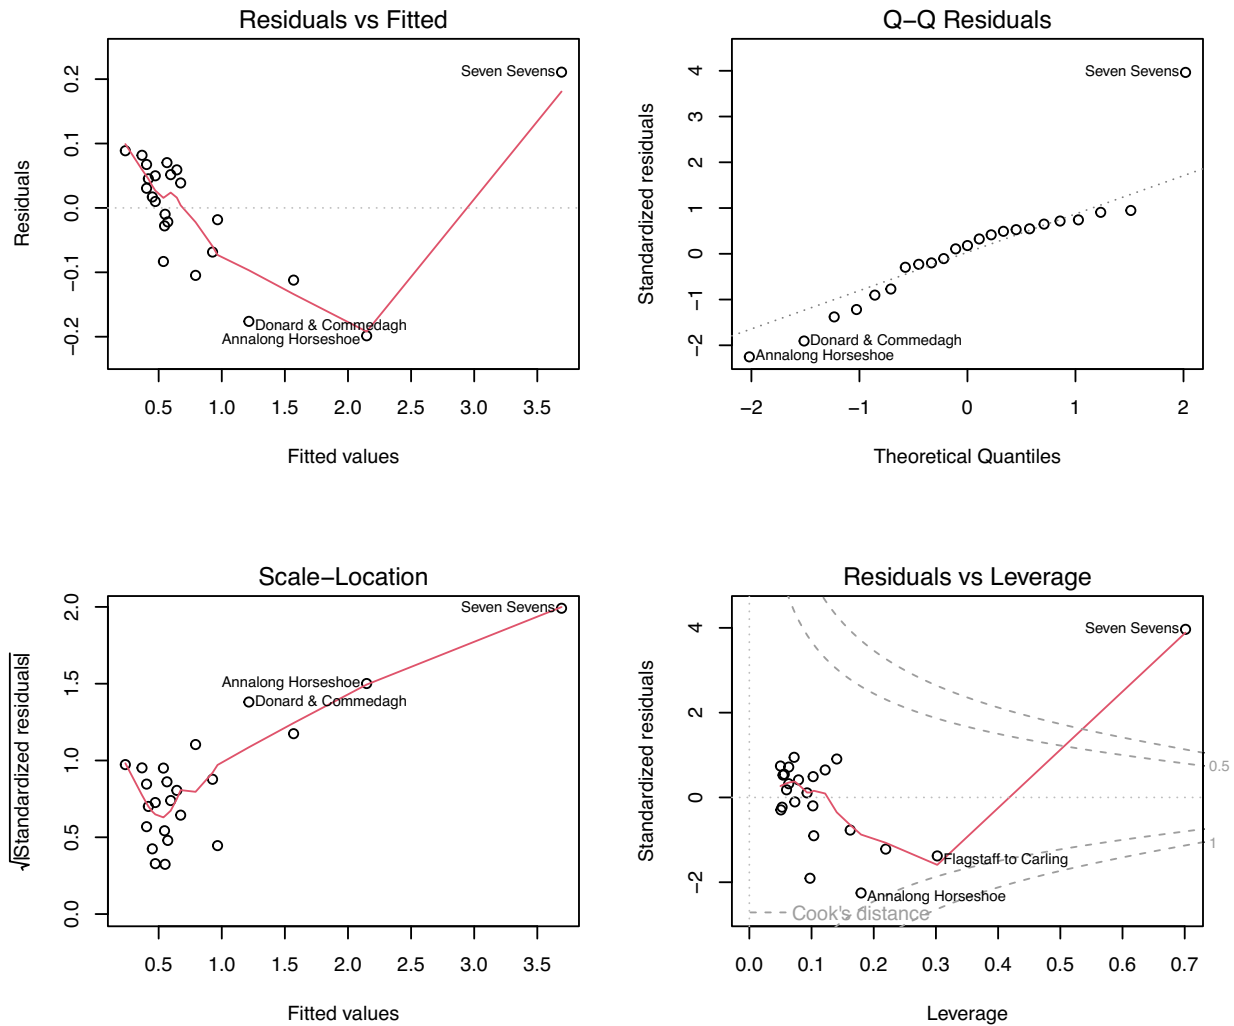 Residuals vs Fitted
Residuals
0.2
0.1
0.0
−0.1
−0.2
Seven Sevens
Donard & Commedagh
Annalong Horseshoe
0.5 1.0 1.5 2.0 2.5 3.0 3.5
Fitted values
Q−Q Residuals
Standardized residuals
4
3
2
1
0
−1
−2
Seven Sevens
Donard & Commedagh
Annalong Horseshoe
−2 −1 0 1 2
Theoretical Quantiles
Scale−Location
√|Standardized residuals|
2.0
1.5
1.0
0.5
0.0
Seven Sevens
Annalong Horseshoe
Donard & Commedagh
0.5 1.0 1.5 2.0 2.5 3.0 3.5
Fitted values
Residuals vs Leverage
Standardized residuals
4
2
0
−2
Seven Sevens
0.5
1
Flagstaff to Carling
Annalong Horseshoe
Cook's distance
0.0 0.1 0.2 0.3 0.4 0.5 0.6 0.7
Leverage